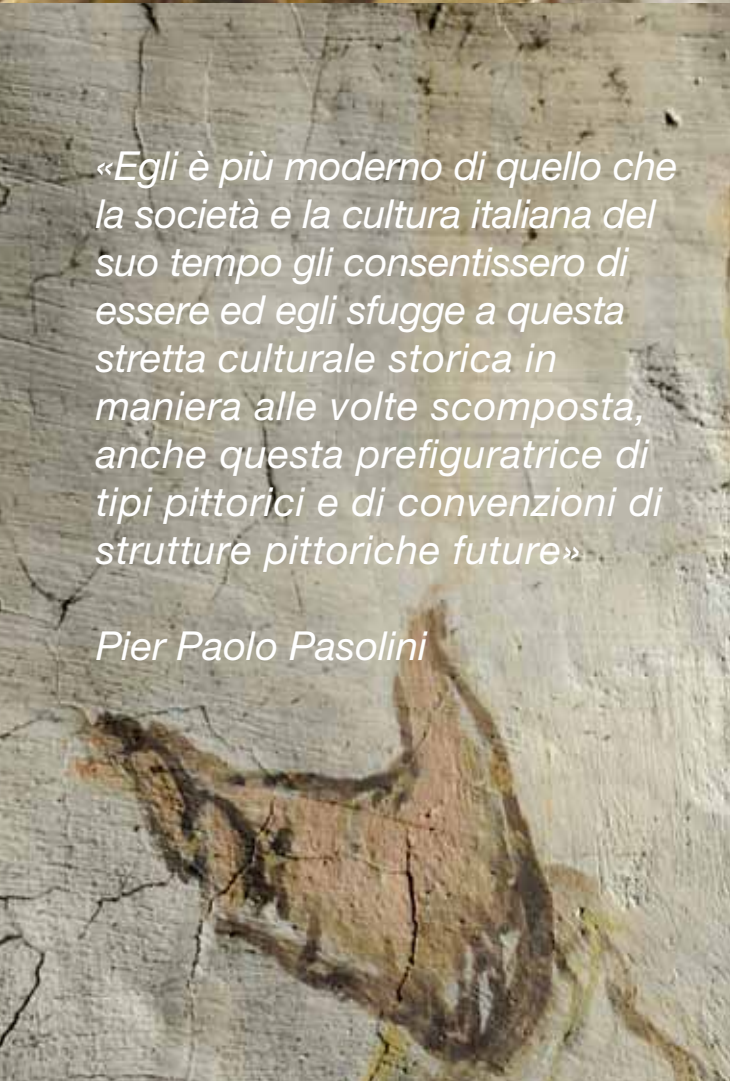 «Egli è più moderno di quello che
la società e la cultura italiana del
suo tempo gli consentissero di
essere ed egli sfugge a questa
stretta culturale storica in
maniera alle volte scomposta,
anche questa prefiguratrice di
tipi pittorici e di convenzioni di
strutture pittoriche future»
Pier Paolo Pasolini